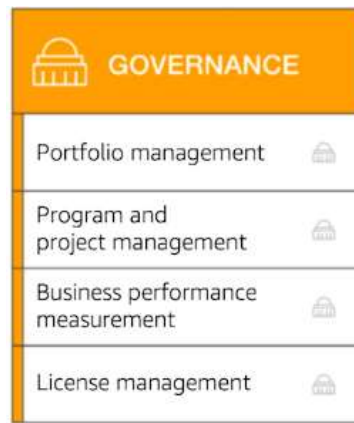 GOVERNANCE
Portfolio management
Program and
project management
Business performance
measurement
License management